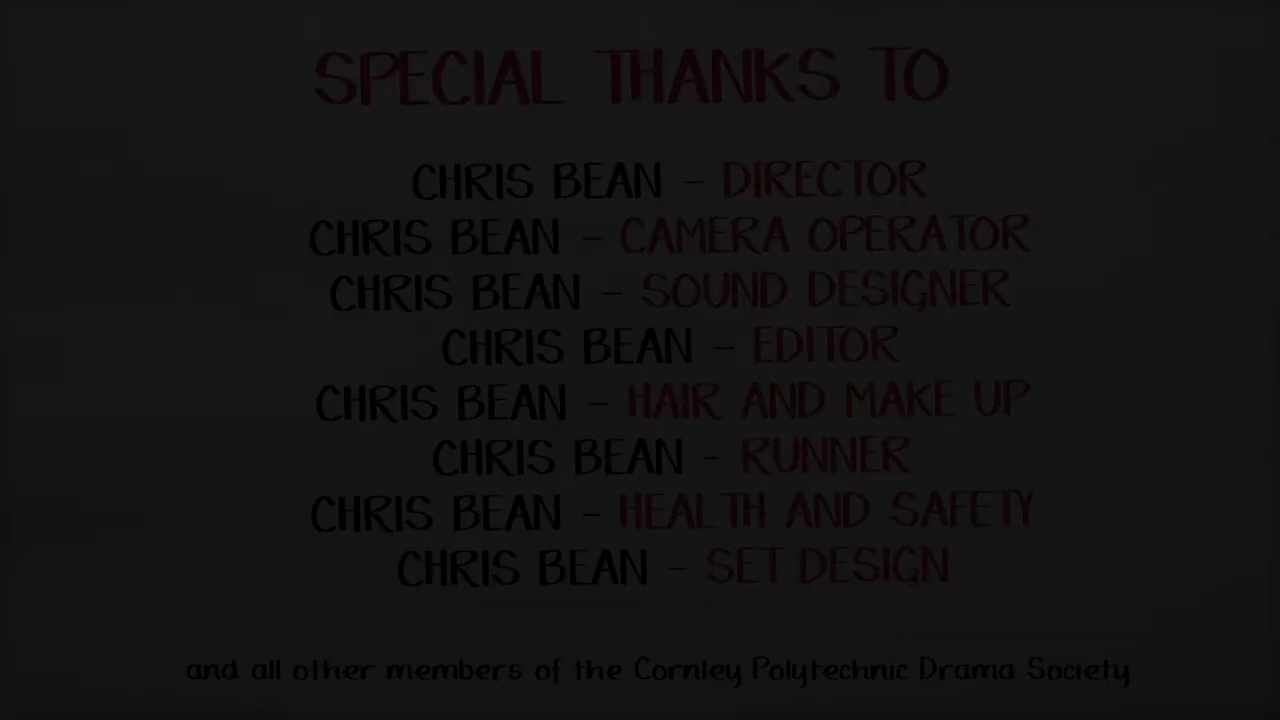 SPECIAL THANKS TO
CHRIS BEAN - DIRECTOR
CHRIS BEAN - CAMERA OPERATOR
CHRIS BEAN - SOUND DESIGNER
CHRIS BEAN - EDITOR
CHRIS BEAN - HAIR AND MAKE UP
CHRIS BEAN - RUNNER
CHRIS BEAN - HEALTH AND SAFETY
CHRIS BEAN - SET DESIGN
and all other members of the Cornley Polytechnic Drama Society